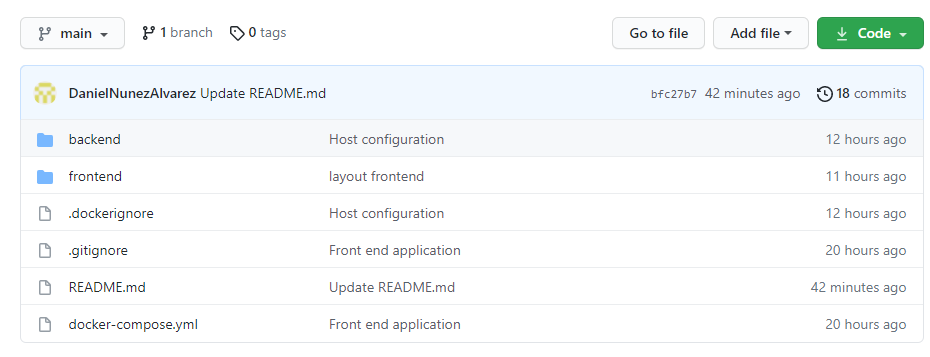 main 1 branch 0 tags Go to file Add file Code
DanielNunezAlvarez Update README.md bfc27b7 42 minutes ago 18 commits
backend Host configuration 12 hours ago
frontend layout frontend 11 hours ago
.dockerignore Host configuration 12 hours ago
.gitignore Front end application 20 hours ago
README.md Update README.md 42 minutes ago
docker-compose.yml Front end application 20 hours ago